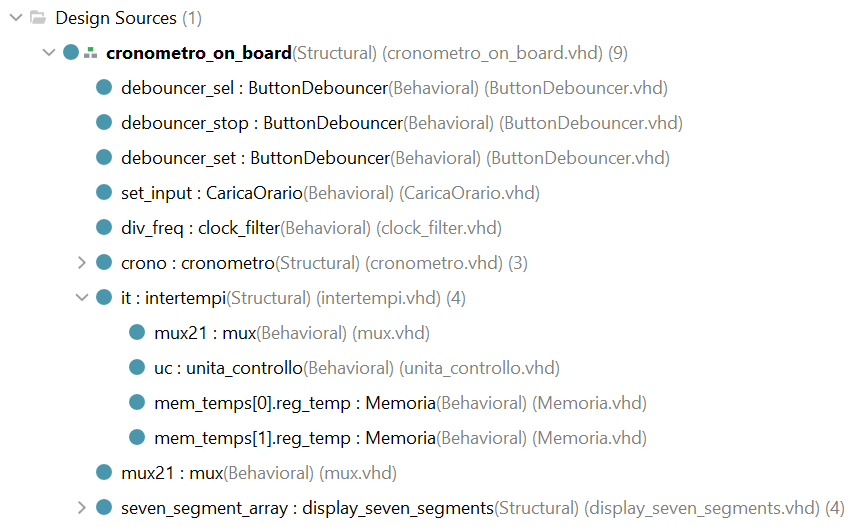 Design Sources (1)
cronometro_on_board(Structural) (cronometro_on_board.vhd) (9)
debouncer_sel : ButtonDebouncer(Behavioral) (ButtonDebouncer.vhd)
debouncer_stop : ButtonDebouncer(Behavioral) (ButtonDebouncer.vhd)
debouncer_set : ButtonDebouncer(Behavioral) (ButtonDebouncer.vhd)
set_input : CaricaOrario(Behavioral) (CaricaOrario.vhd)
div_freq : clock_filter(Behavioral) (clock_filter.vhd)
crono : cronometro(Structural) (cronometro.vhd) (3)
it : intertempi(Structural) (intertempi.vhd) (4)
mux21 : mux(Behavioral) (mux.vhd)
uc : unita_controllo(Behavioral) (unita_controllo.vhd)
mem_temps[0].reg_temp : Memoria(Behavioral) (Memoria.vhd)
mem_temps[1].reg_temp : Memoria(Behavioral) (Memoria.vhd)
mux21 : mux(Behavioral) (mux.vhd)
seven_segment_array : display_seven_segments(Structural) (display_seven_segments.vhd) (4)